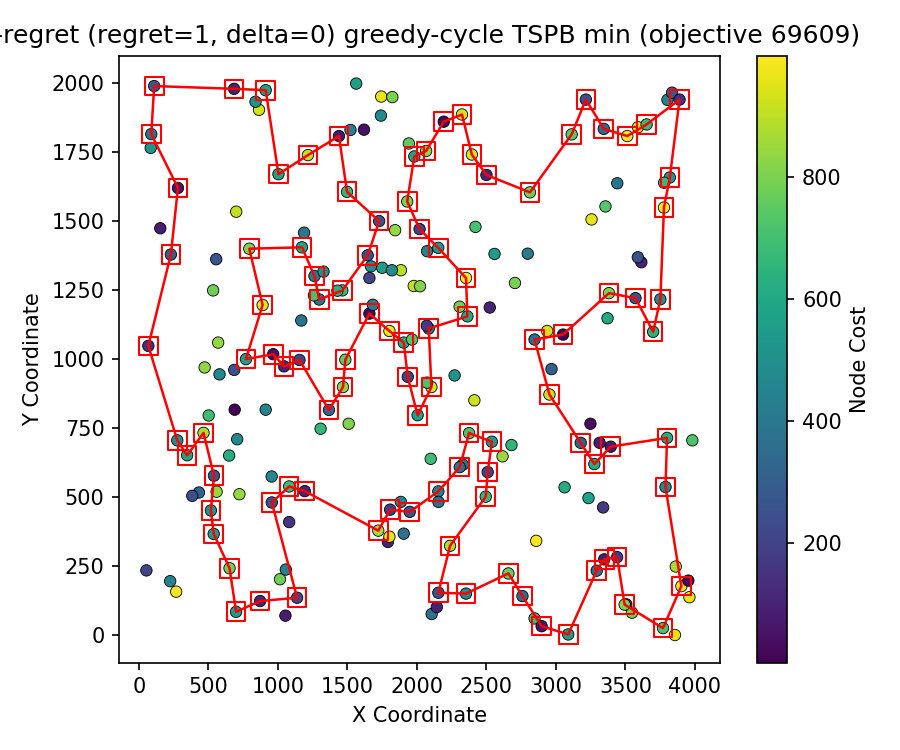 -regret (regret=1, delta=0) greedy-cycle TSPB min (objective 69609)
2000
1750
1500
1250
1000
750
500
250
0
Y Coordinate
0 500 1000 1500 2000 2500 3000 3500 4000
X Coordinate
800
600
400
200
Node Cost